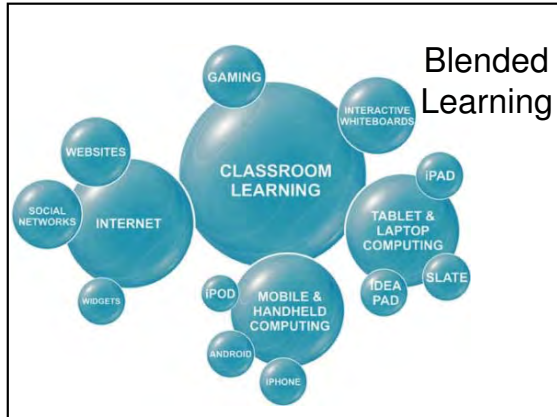 Blended
Learning
GAMING
INTERACTIVE
WHITEBOARDS
WEBSITES
CLASSROOM
LEARNING
iPAD
SOCIAL
NETWORKS
INTERNET
TABLET &
LAPTOP
COMPUTING
WIDGETS
iPOD
MOBILE &
HANDHELD
COMPUTING
IDEA
PAD
SLATE
ANDROID
iPHONE